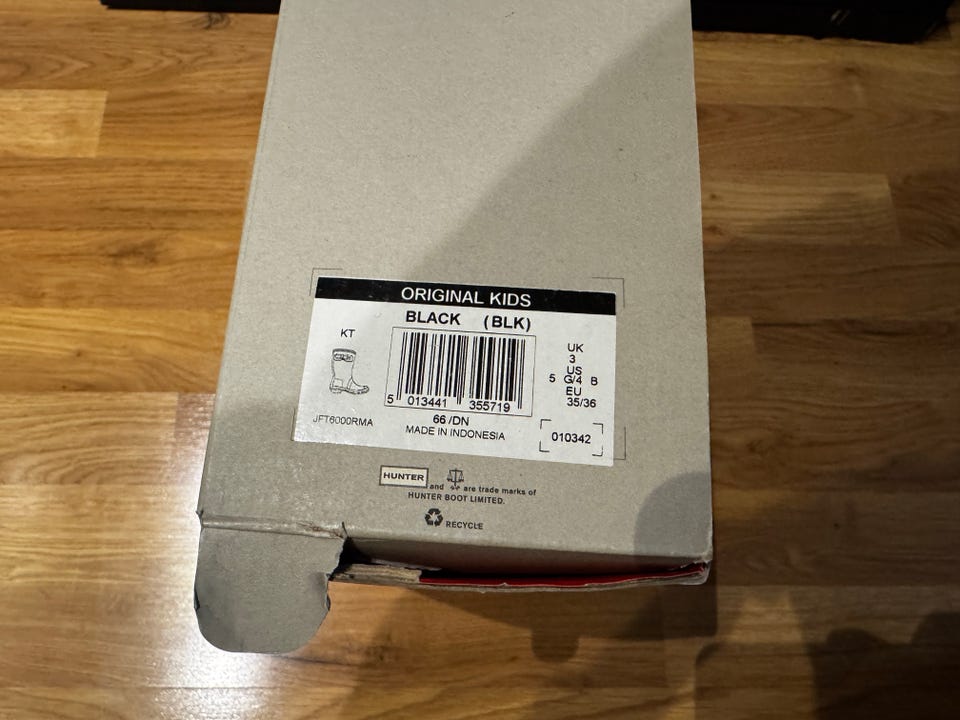 ORIGINAL KIDS
BLACK (BLK)
KT
UK
3
US
5 G/4 B
EU
35/36
5 013441 355719
JFT6000RMA
66/DN
MADE IN INDONESIA
010342
HUNTER and are trade marks of
HUNTER BOOT LIMITED.
RECYCLE